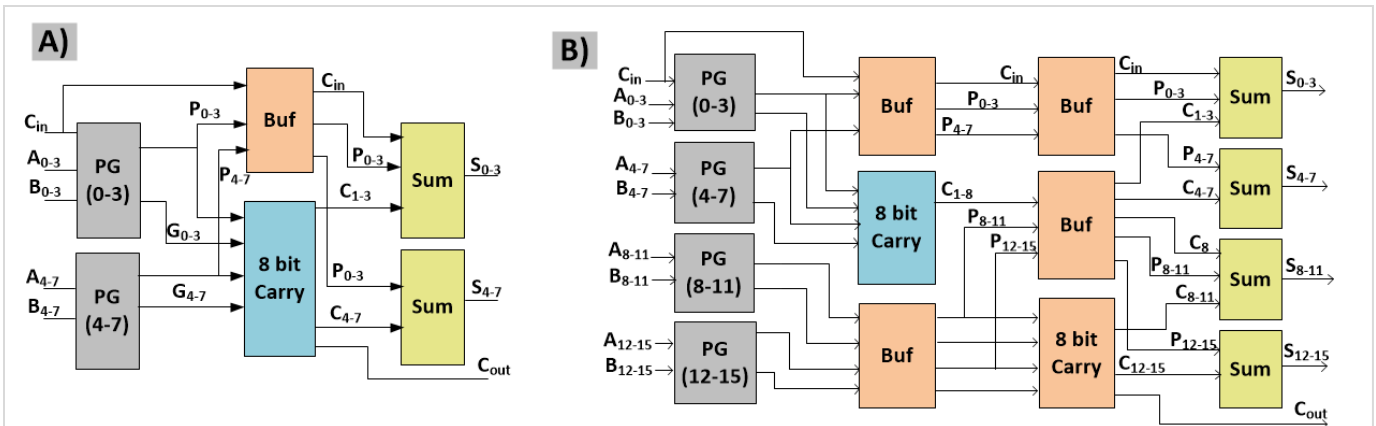 A)
Cin
A0-3
B0-3
PG
(0-3)
A4-7
B4-7
PG
(4-7)
P0-3
P4-7
G0-3
G4-7
Buf
8 bit
Carry
Cin
P0-3
C1-3
P0-3
C4-7
Cout
Sum
S0-3
Sum
S4-7
B)
Cin
A0-3
B0-3
PG
(0-3)
A4-7
B4-7
PG
(4-7)
A8-11
B8-11
PG
(8-11)
A12-15
B12-15
PG
(12-15)
Buf
8 bit
Carry
Buf
Cin
P0-3
P4-7
C1-8
P8-11
P12-15
Buf
Buf
8 bit
Carry
Cin
P0-3
C1-3
P4-7
C4-7
C8
P8-11
C8-11
P12-15
C12-15
Cout
Sum
S0-3
Sum
S4-7
Sum
S8-11
Sum
S12-15